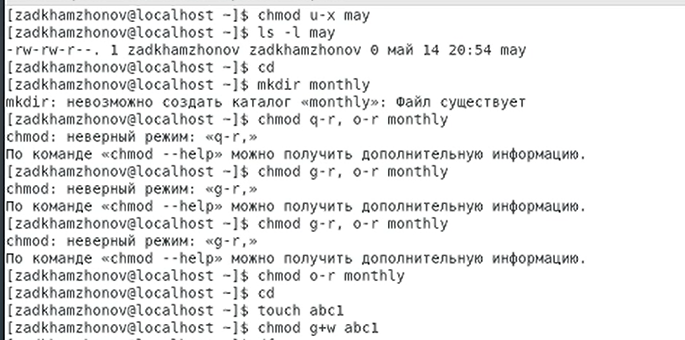 [zadkhamzhonov@localhost ~]$ chmod u-x may
[zadkhamzhonov@localhost ~]$ ls -l may
-rw-rw-r--. 1 zadkhamzhonov zadkhamzhonov 0 май 14 20:54 may
[zadkhamzhonov@localhost ~]$ cd
[zadkhamzhonov@localhost ~]$ mkdir monthly
mkdir: невозможно создать каталог «monthly»: Файл существует
[zadkhamzhonov@localhost ~]$ chmod q-r, o-r monthly
chmod: неверный режим: «q-r,»
По команде «chmod --help» можно получить дополнительную информацию.
[zadkhamzhonov@localhost ~]$ chmod g-r, o-r monthly
chmod: неверный режим: «g-r,»
По команде «chmod --help» можно получить дополнительную информацию.
[zadkhamzhonov@localhost ~]$ chmod g-r, o-r monthly
chmod: неверный режим: «g-r,»
По команде «chmod --help» можно получить дополнительную информацию.
[zadkhamzhonov@localhost ~]$ chmod o-r monthly
[zadkhamzhonov@localhost ~]$ cd
[zadkhamzhonov@localhost ~]$ touch abc1
[zadkhamzhonov@localhost ~]$ chmod g+w abc1